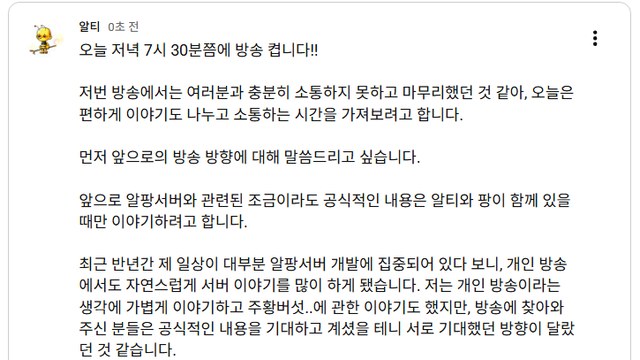 알티 0초 전
오늘 저녁 7시 30분쯤에 방송 켭니다!!
저번 방송에서는 여러분과 충분히 소통하지 못하고 마무리했던 것 같아, 오늘은
편하게 이야기도 나누고 소통하는 시간을 가져보려고 합니다.
먼저 앞으로의 방송 방향에 대해 말씀드리고 싶습니다.
앞으로 알팡서버와 관련된 조금이라도 공식적인 내용은 알티와 팡이 함께 있을
때만 이야기하려고 합니다.
최근 반년간 제 일상이 대부분 알팡서버 개발에 집중되어 있다 보니, 개인 방송
에서도 자연스럽게 서버 이야기를 많이 하게 됐습니다. 저는 개인 방송이라는
생각에 가볍게 이야기하고 주황버섯..에 관한 이야기도 했지만, 방송에 찾아와
주신 분들은 공식적인 내용을 기대하고 계셨을 테니 서로 기대했던 방향이 달랐
던 것 같습니다.